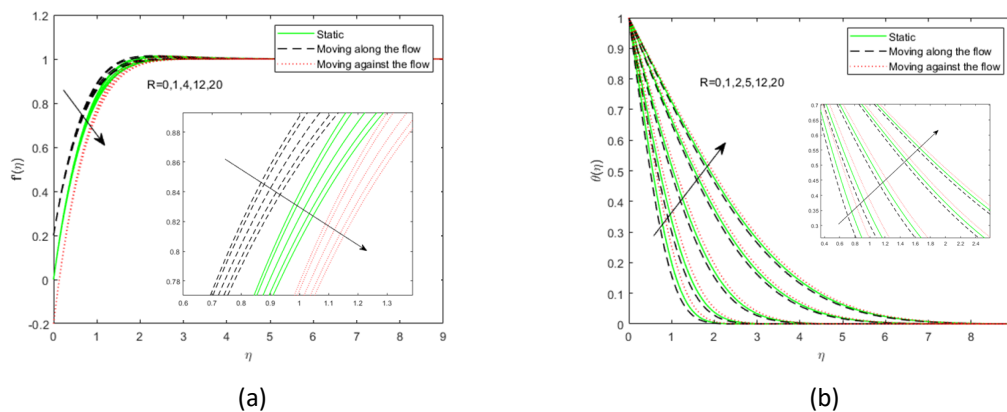 (a)
1.2
1
0.8
0.6
0.4
0.2
0
-0.2
f'(η)
0 1 2 3 4 5 6 7 8 9
η
Static
Moving along the flow
Moving against the flow
R=0,1,4,12,20
0.88
0.86
0.84
0.82
0.8
0.78
0.6 0.7 0.8 0.9 1 1.1 1.2 1.3
(a)
(b)
1
0.9
0.8
0.7
0.6
0.5
0.4
0.3
0.2
0.1
0
θ(η)
0 1 2 3 4 5 6 7 8
η
Static
Moving along the flow
Moving against the flow
R=0,1,2,5,12,20
0.7
0.65
0.6
0.55
0.5
0.45
0.4
0.35
0.3
0.4 0.6 0.8 1 1.2 1.4 1.6 1.8 2 2.2 2.4
(b)